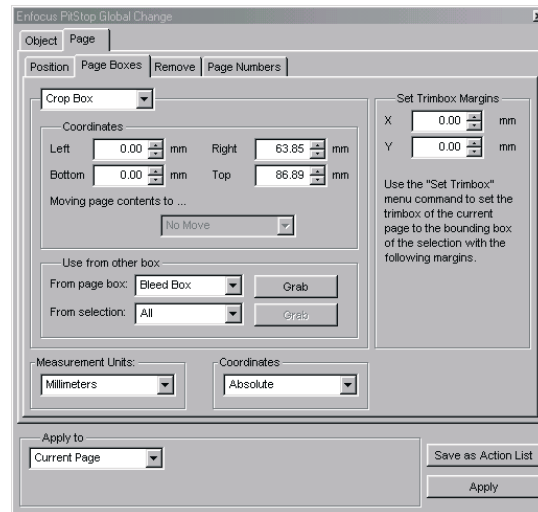 Enfocus PitStop Global Change
Object Page
Position Page Boxes Remove Page Numbers
Crop Box
Coordinates
Left 0.00 mm Right 63.85 mm
Bottom 0.00 mm Top 86.89 mm
Moving page contents to ...
No Move
Use from other box
From page box: Bleed Box Grab
From selection: All Grab
Set Trimbox Margins
X 0.00 mm
Y 0.00 mm
Use the "Set Trimbox"
menu command to set the
trimbox of the current
page to the bounding box
of the selection with the
following margins.
Measurement Units:
Millimeters
Coordinates
Absolute
Apply to
Current Page
Save as Action List
Apply